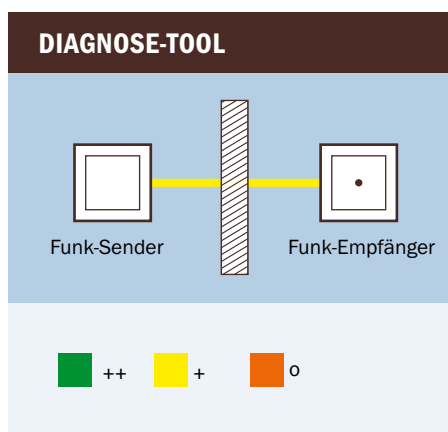 DIAGNOSE-TOOL
Funk-Sender Funk-Empfänger
++ + o